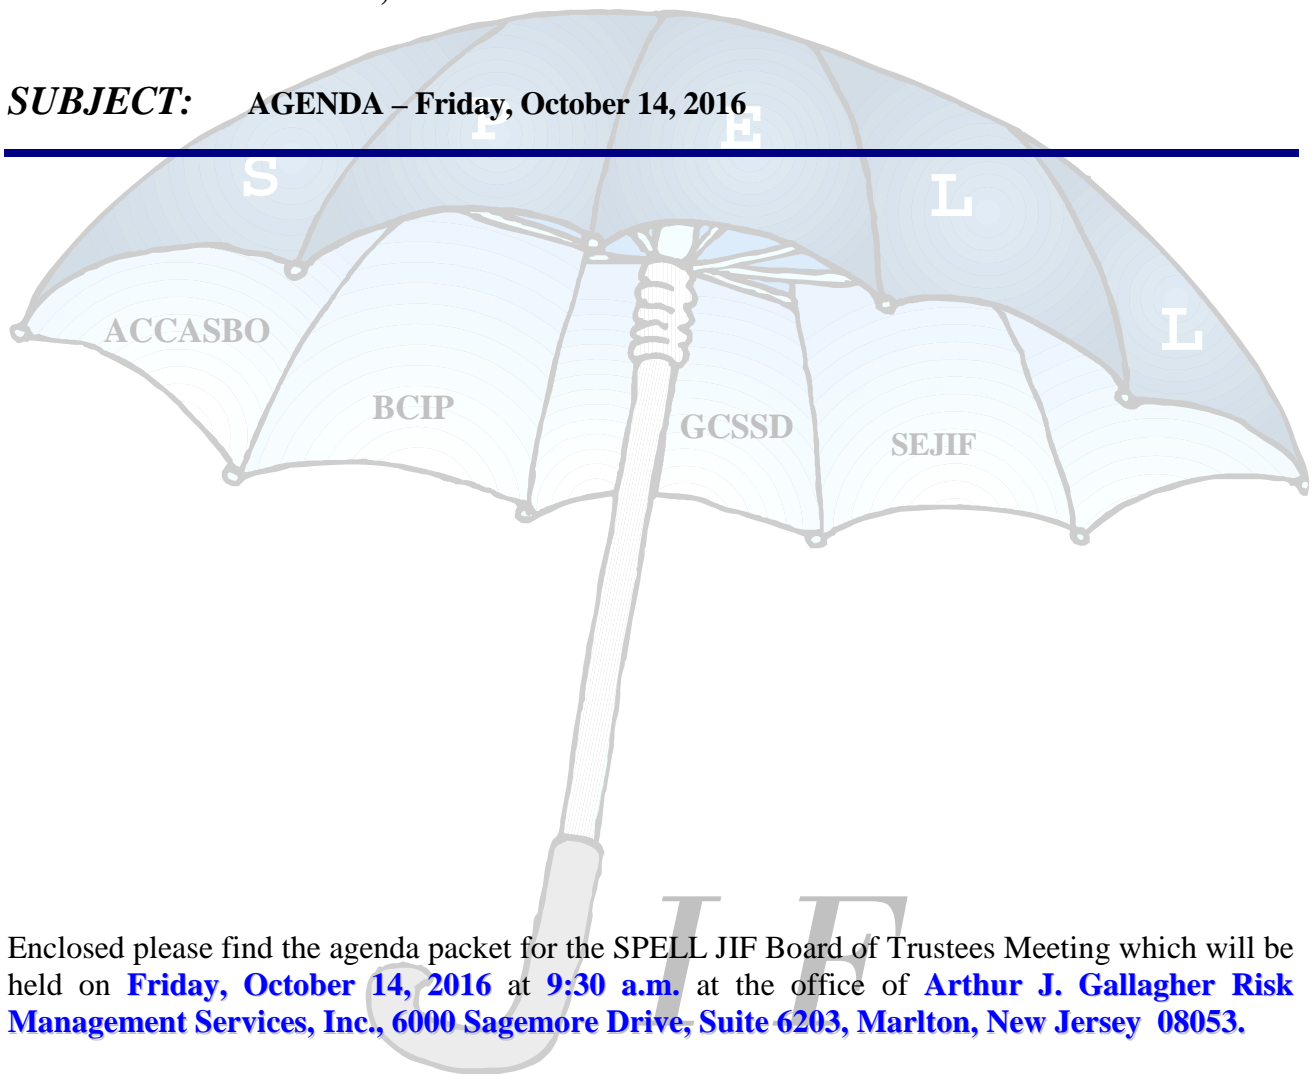 SUBJECT: AGENDA – Friday, October 14, 2016
S P E L L
ACCASBO
BCIP
GCSSD
SEJIF
JIF
Enclosed please find the agenda packet for the SPELL JIF Board of Trustees Meeting which will be
held on Friday, October 14, 2016 at 9:30 a.m. at the office of Arthur J. Gallagher Risk
Management Services, Inc., 6000 Sagemore Drive, Suite 6203, Marlton, New Jersey 08053.